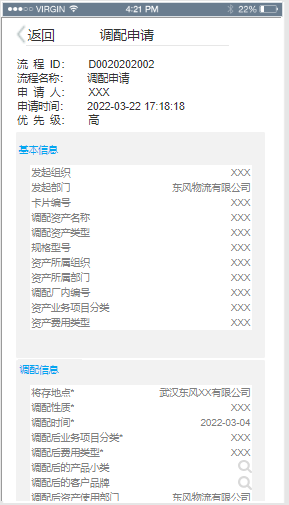 VIRGIN 4:21 PM 22%
返回 调配申请
流 程 ID： D0020202002
流程名称： 调配申请
申 请 人： XXX
申请时间： 2022-03-22 17:18:18
优 先 级： 高
基本信息
发起组织 XXX
发起部门 东风物流有限公司
卡片编号 XXX
调配资产名称 XXX
调配资产类型 XXX
规格型号 XXX
资产所属组织 XXX
资产所属部门 XXX
调配厂内编号 XXX
资产业务项目分类 XXX
资产费用类型 XXX
调配信息
将存地点* 武汉东风XX有限公司
调配性质* XXX
调配时间* 2022-03-04
调配后业务项目分类* XXX
调配后费用类型* XXX
调配后的产品小类
调配后的客户品牌
调配后资产使用部门 东风物流有限公司